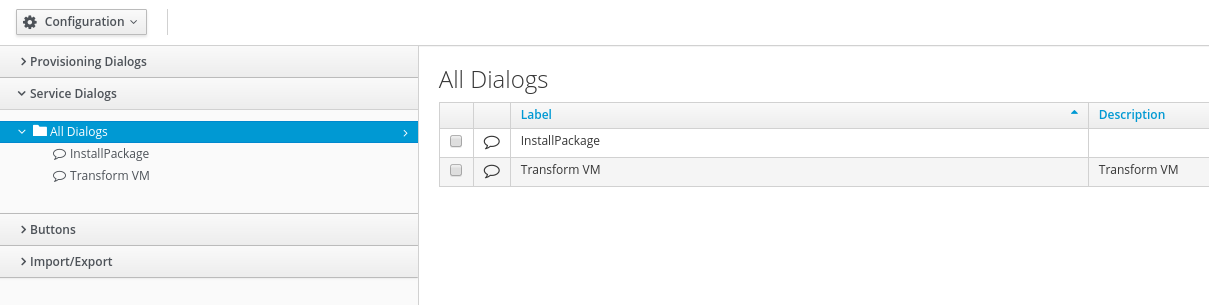 Configuration
Provisioning Dialogs
Service Dialogs
All Dialogs
InstallPackage
Transform VM
Buttons
Import/Export
All Dialogs
Label Description
InstallPackage
Transform VM Transform VM